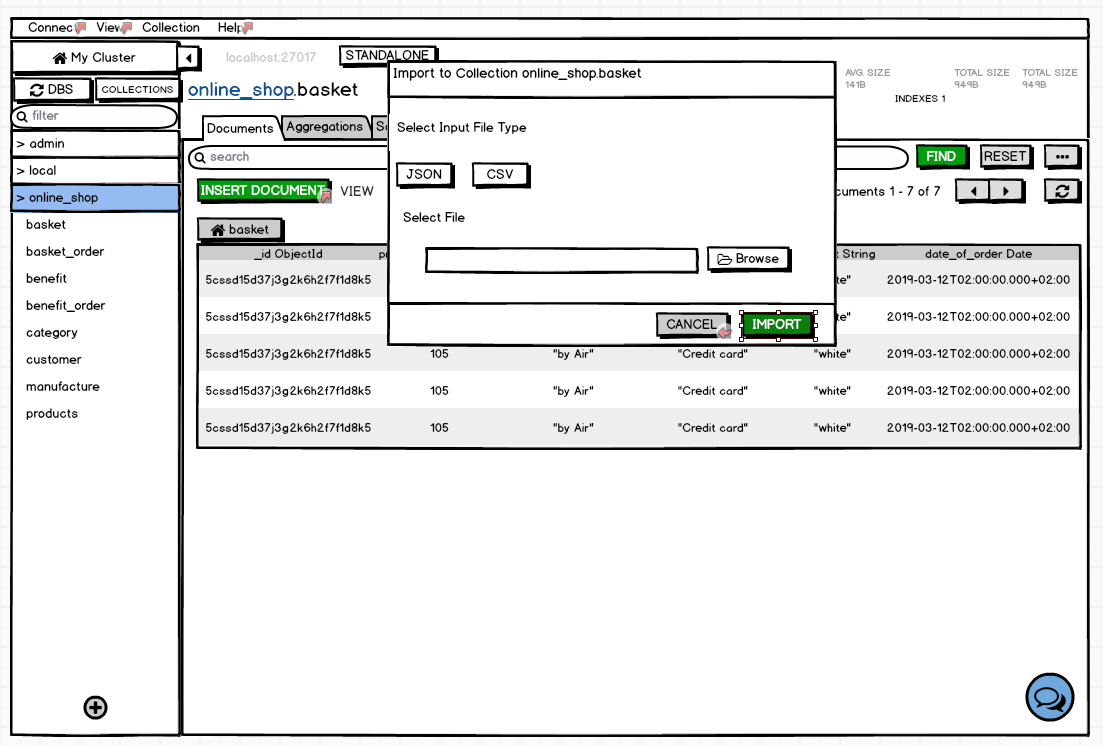 Connec View Collection Help
My Cluster
localhost:27017
STANDALONE
DBS
COLLECTIONS
online_shop.basket
AVG. SIZE
141B
TOTAL SIZE
949B
TOTAL SIZE
949B
INDEXES 1
filter
> admin
> local
> online_shop
basket
basket_order
benefit
benefit_order
category
customer
manufacture
products
Documents
Aggregations
Sc
search
FIND
RESET
...
INSERT DOCUMENT
VIEW
cuments 1 - 7 of 7
basket
_id ObjectId
pr
t String
date_of_order Date
5cssd15d37j3g2k6h2f7f1d8k5 te" 2019-03-12T02:00:00.000+02:00
5cssd15d37j3g2k6h2f7f1d8k5 te" 2019-03-12T02:00:00.000+02:00
5cssd15d37j3g2k6h2f7f1d8k5 105 "by Air" "Credit card" "white" 2019-03-12T02:00:00.000+02:00
5cssd15d37j3g2k6h2f7f1d8k5 105 "by Air" "Credit card" "white" 2019-03-12T02:00:00.000+02:00
5cssd15d37j3g2k6h2f7f1d8k5 105 "by Air" "Credit card" "white" 2019-03-12T02:00:00.000+02:00
Import to Collection online_shop.basket
Select Input File Type
JSON
CSV
Select File
Browse
CANCEL
IMPORT